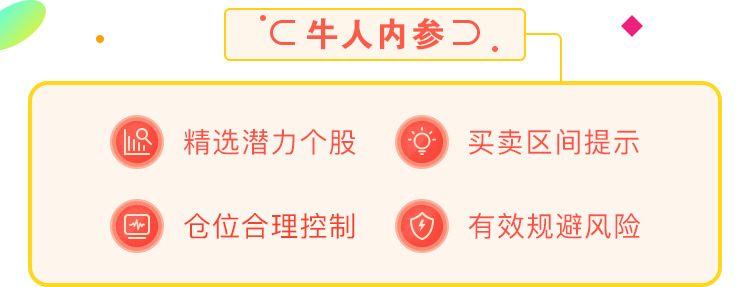 牛人内参
精选潜力个股
买卖区间提示
仓位合理控制
有效规避风险